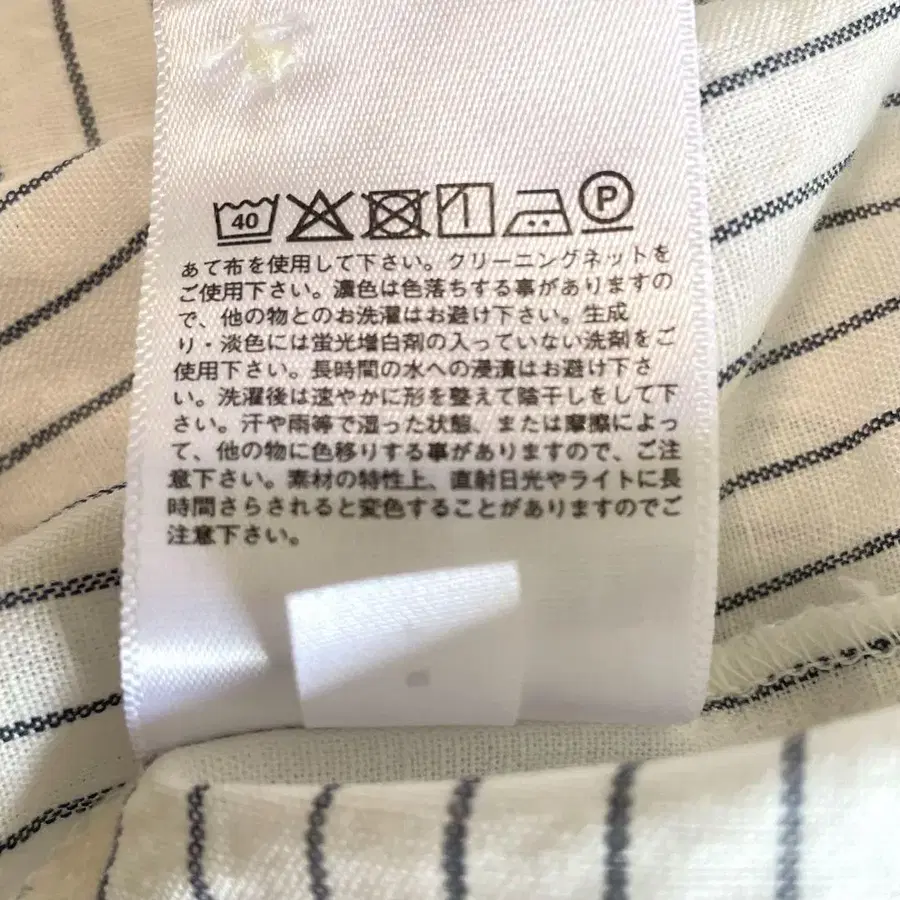 40 P
あて布を使用して下さい。クリーニングネットを
ご使用下さい。濃色は色落ちする事がありますの
で、他の物とのお洗濯はお避け下さい。生成
り・淡色には蛍光増白剤の入っていない洗剤をご
使用下さい。長時間の水への浸漬はお避け下さ
い。洗濯後は速やかに形を整えて陰干しをして下
さい。汗や雨等で湿った状態、または摩擦によっ
て、他の物に色移りする事がありますので、ご注
意下さい。素材の特性上、直射日光やライトに長
時間さらされると変色することがありますのでご
注意下さい。